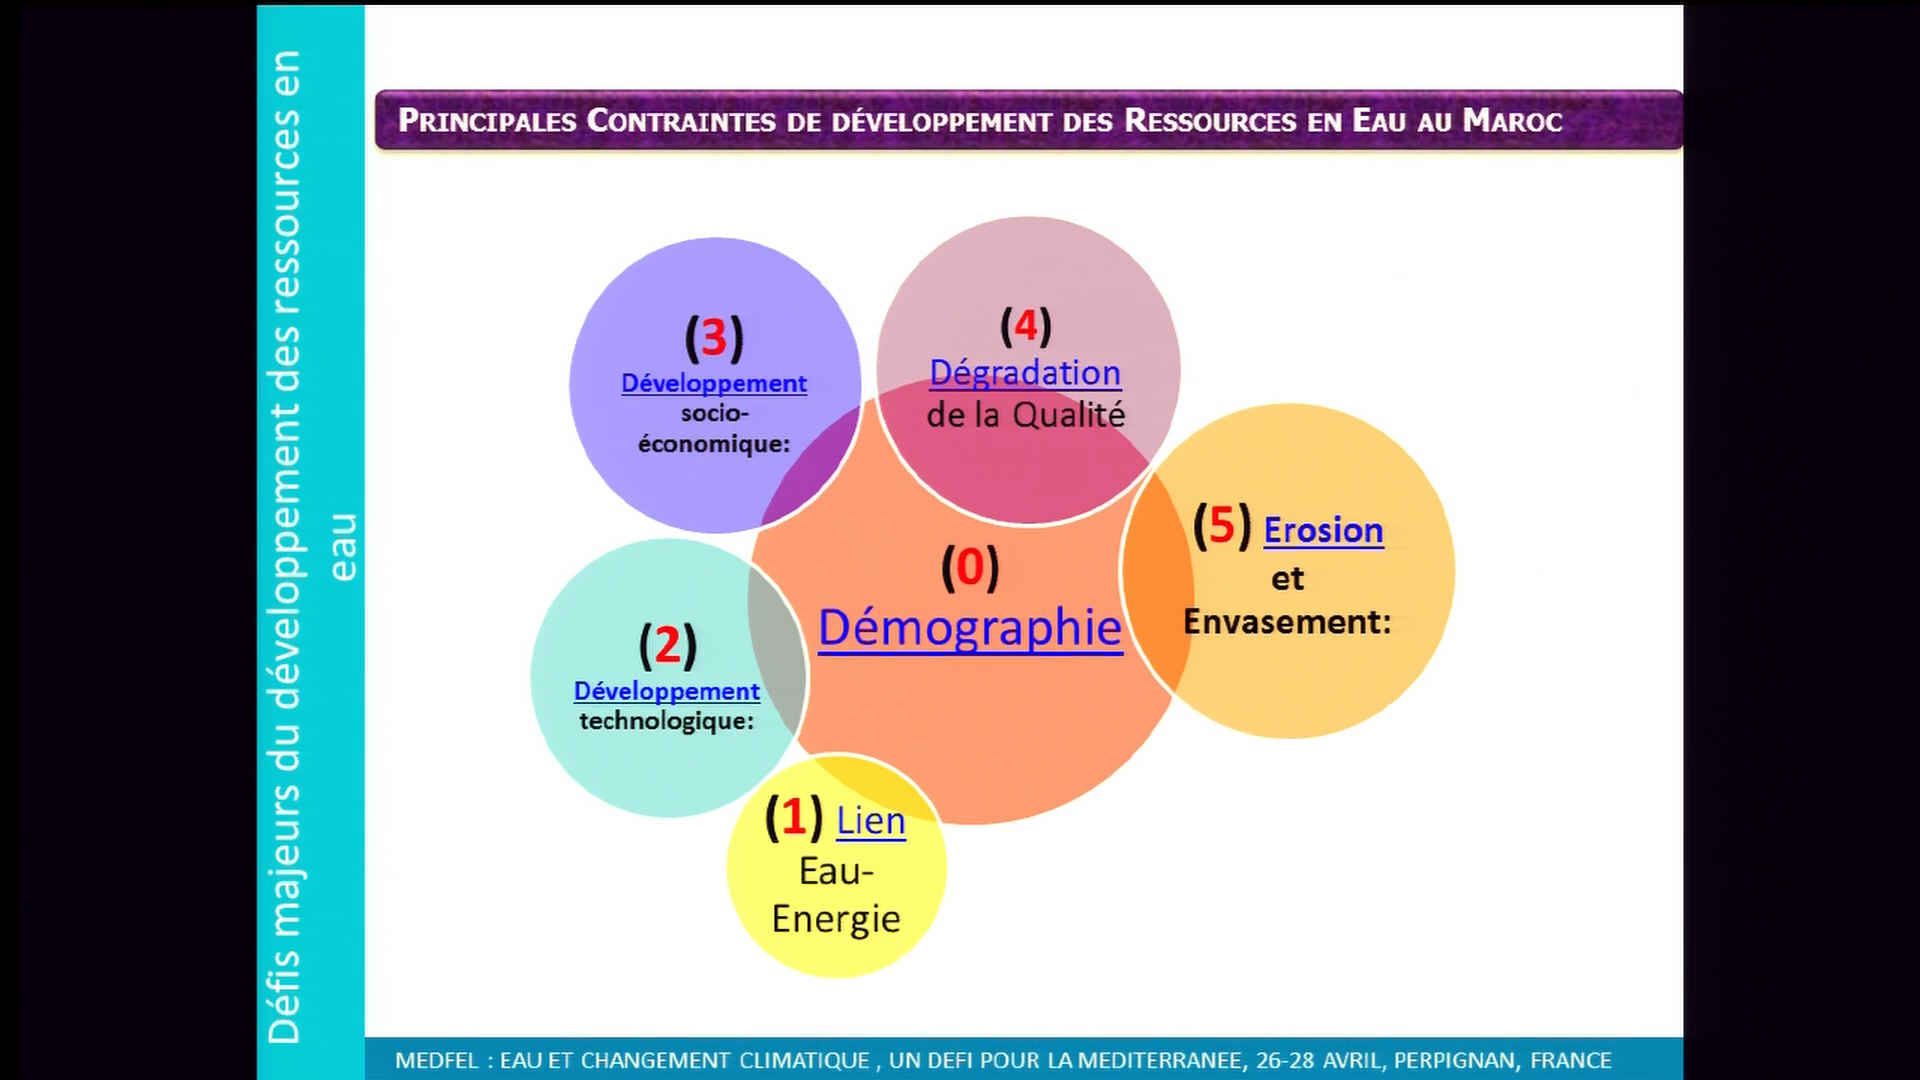 Défis majeurs du développement des ressources en
eau
PRINCIPALES CONTRAINTES DE DÉVELOPPEMENT DES RESSOURCES EN EAU AU MAROC
(3)
Développement
socio-
économique:
(4)
Dégradation
de la Qualité
(5) Erosion
et
Envasement:
(0)
Démographie
(2)
Développement
technologique:
(1) Lien
Eau-
Energie
MEDFEL : EAU ET CHANGEMENT CLIMATIQUE , UN DEFI POUR LA MEDITERRANEE, 26-28 AVRIL, PERPIGNAN, FRANCE